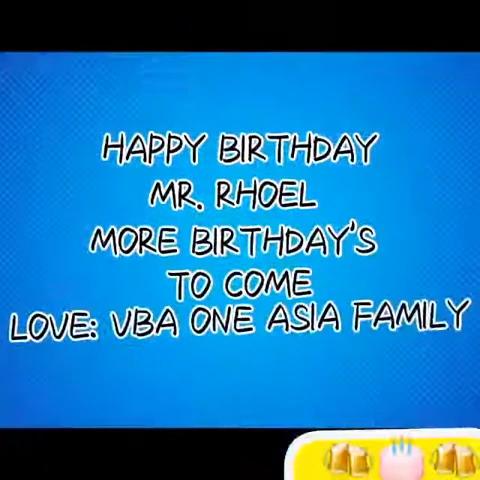 HAPPY BIRTHDAY
MR. RHOEL
MORE BIRTHDAY'S
TO COME
LOVE: VBA ONE ASIA FAMILY